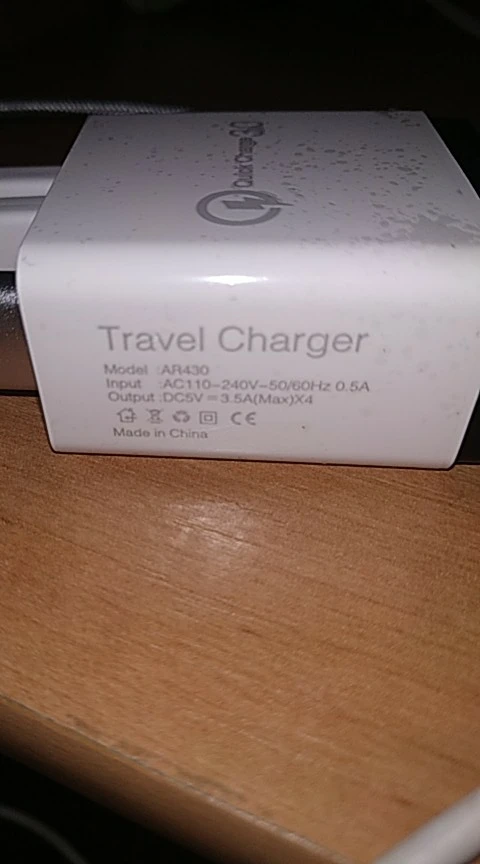 Quick Charge 3.0
Travel Charger
Model :AR430
Input :AC110-240V-50/60Hz 0.5A
Output :DC5V=3.5A(Max)X4
CE
Made in China